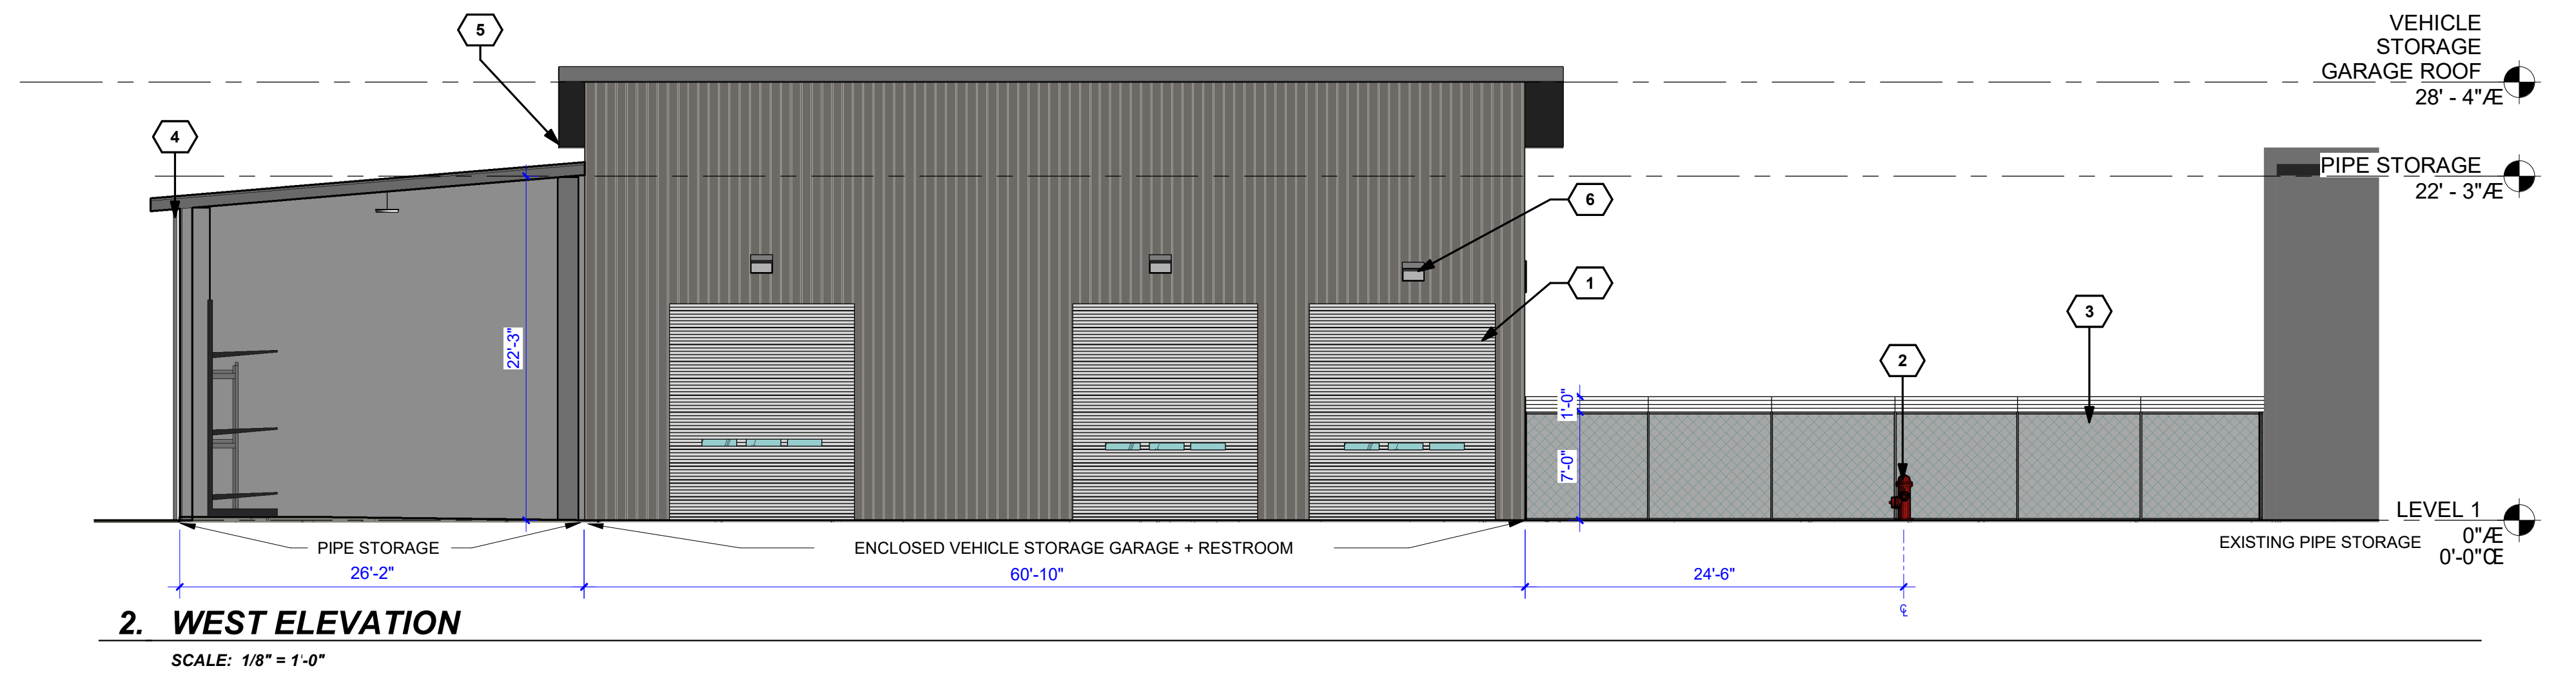 VEHICLE
STORAGE
GARAGE ROOF
28' - 4"Æ
5
4
PIPE STORAGE
22' - 3"Æ
6
1
3
2
22'-3"
1'-0"
7'-0"
LEVEL 1
0"Æ
0'-0"Œ
EXISTING PIPE STORAGE
PIPE STORAGE
ENCLOSED VEHICLE STORAGE GARAGE + RESTROOM
26'-2"
60'-10"
24'-6"
℄
2. WEST ELEVATION
SCALE: 1/8" = 1'-0"